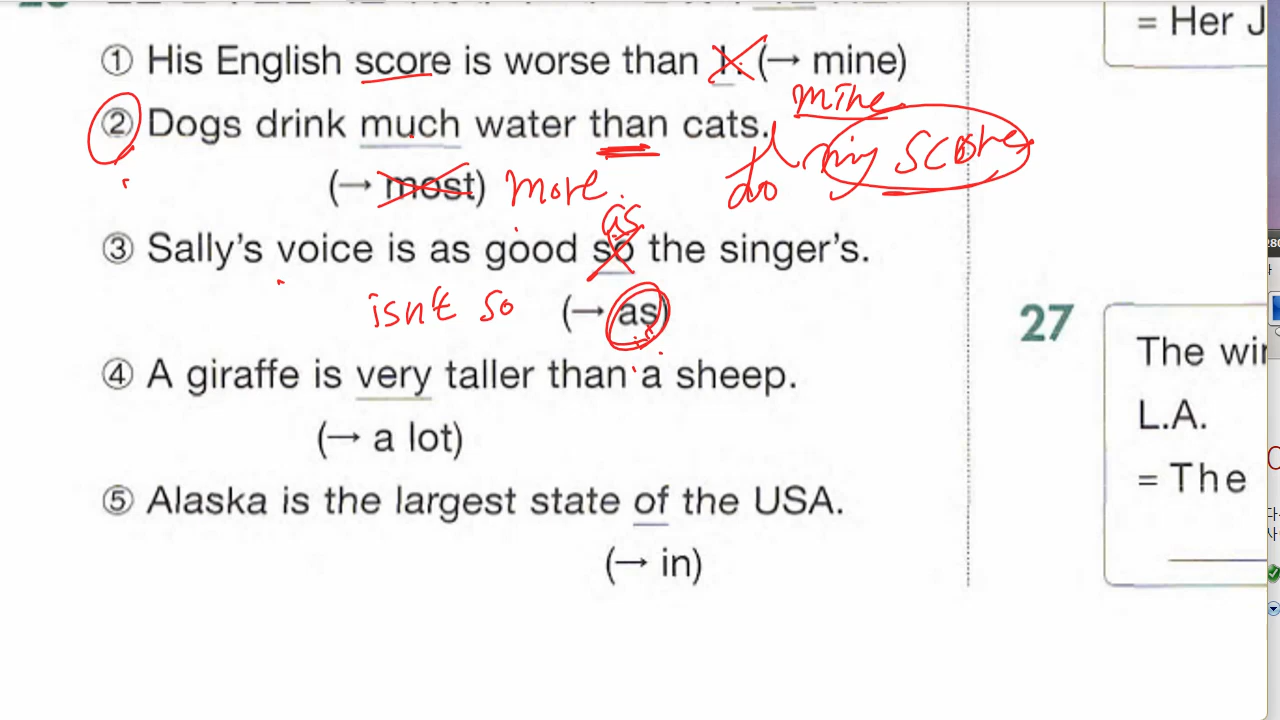 ① His English score is worse than I. (→ mine)
mine
② Dogs drink much water than cats.
do my score
(→ most) more.
as
③ Sally's voice is as good so the singer's.
isn't so (→ as)
④ A giraffe is very taller than a sheep.
(→ a lot)
⑤ Alaska is the largest state of the USA.
(→ in)
= Her J
27
The wi
L.A.
= The